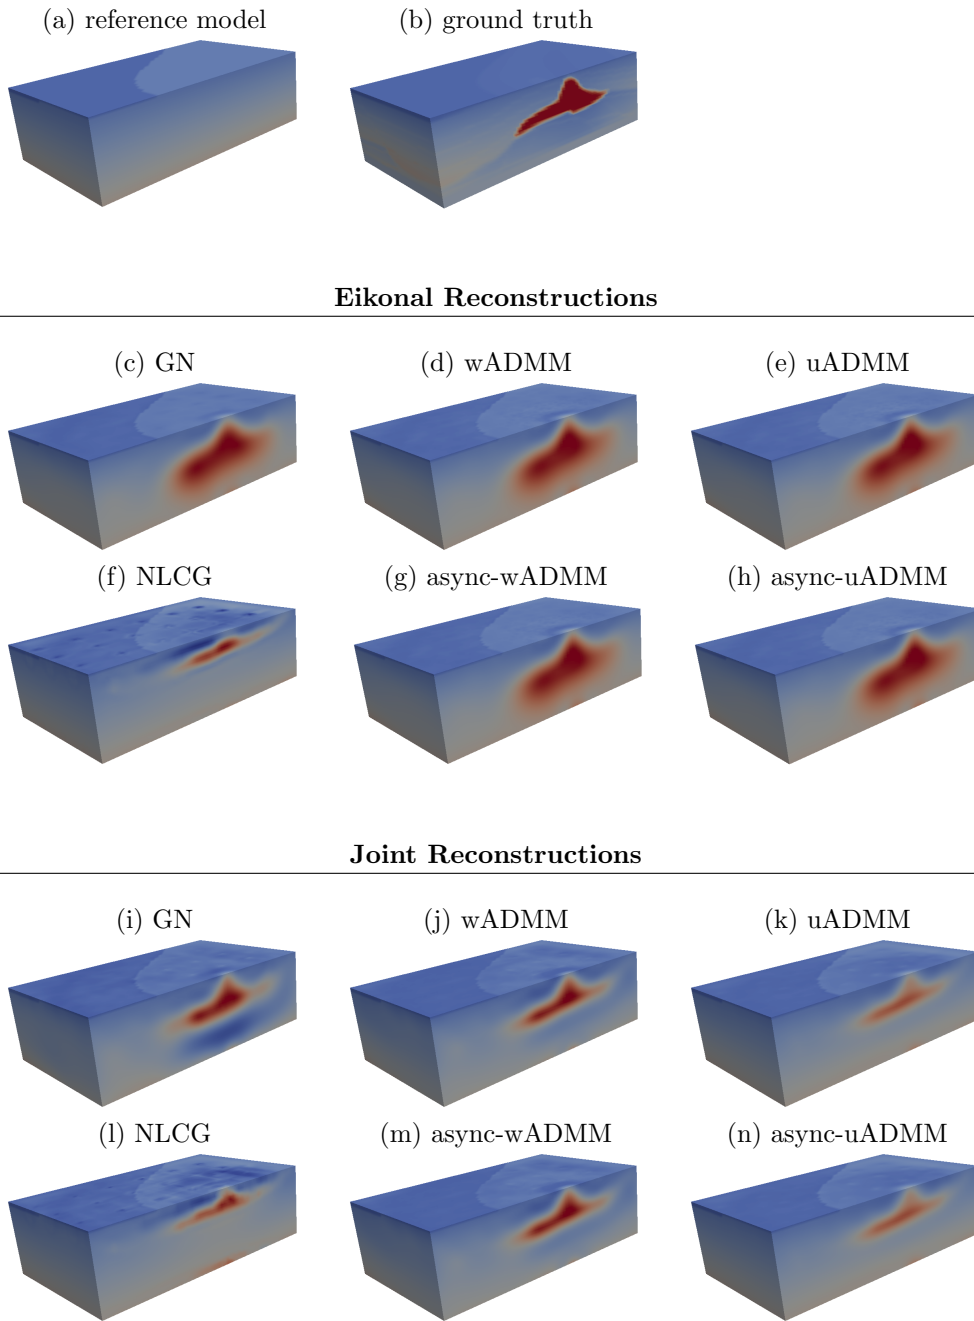 (a) reference model
(b) ground truth
Eikonal Reconstructions
(c) GN
(d) wADMM
(e) uADMM
(f) NLCG
(g) async-wADMM
(h) async-uADMM
Joint Reconstructions
(i) GN
(j) wADMM
(k) uADMM
(l) NLCG
(m) async-wADMM
(n) async-uADMM